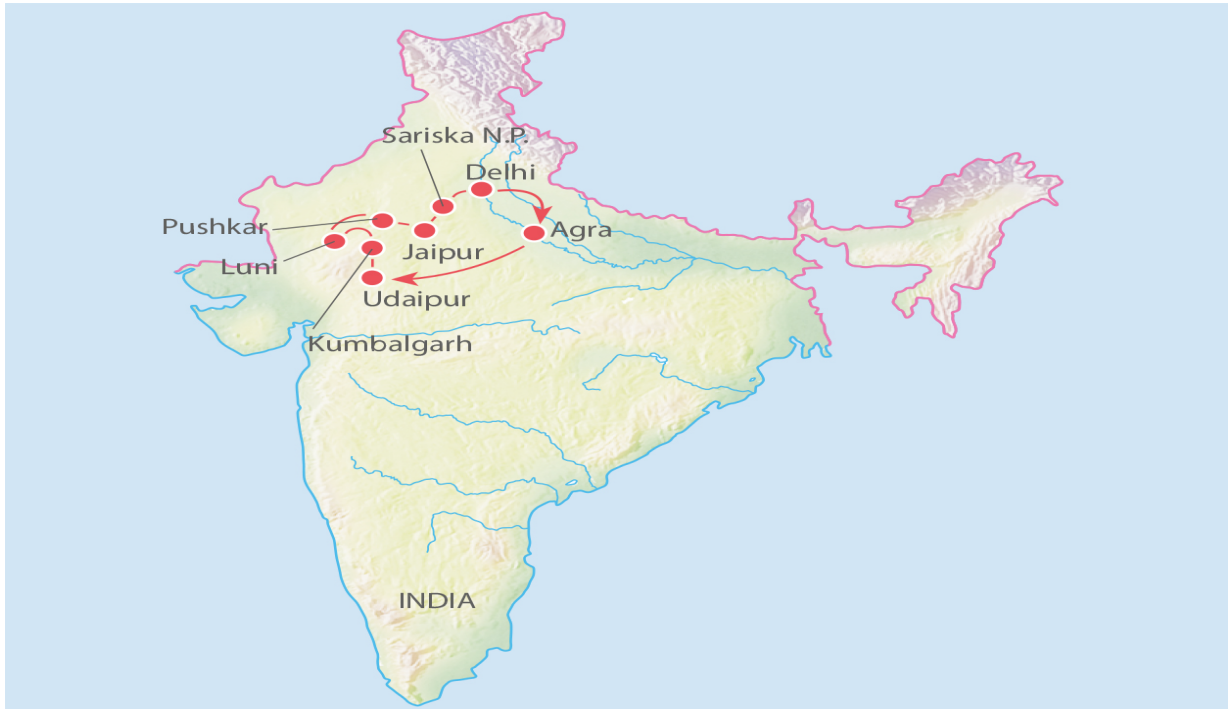 Sariska N.P.
Delhi
Pushkar
Agra
Jaipur
Luni
Udaipur
Kumbalgarh
INDIA